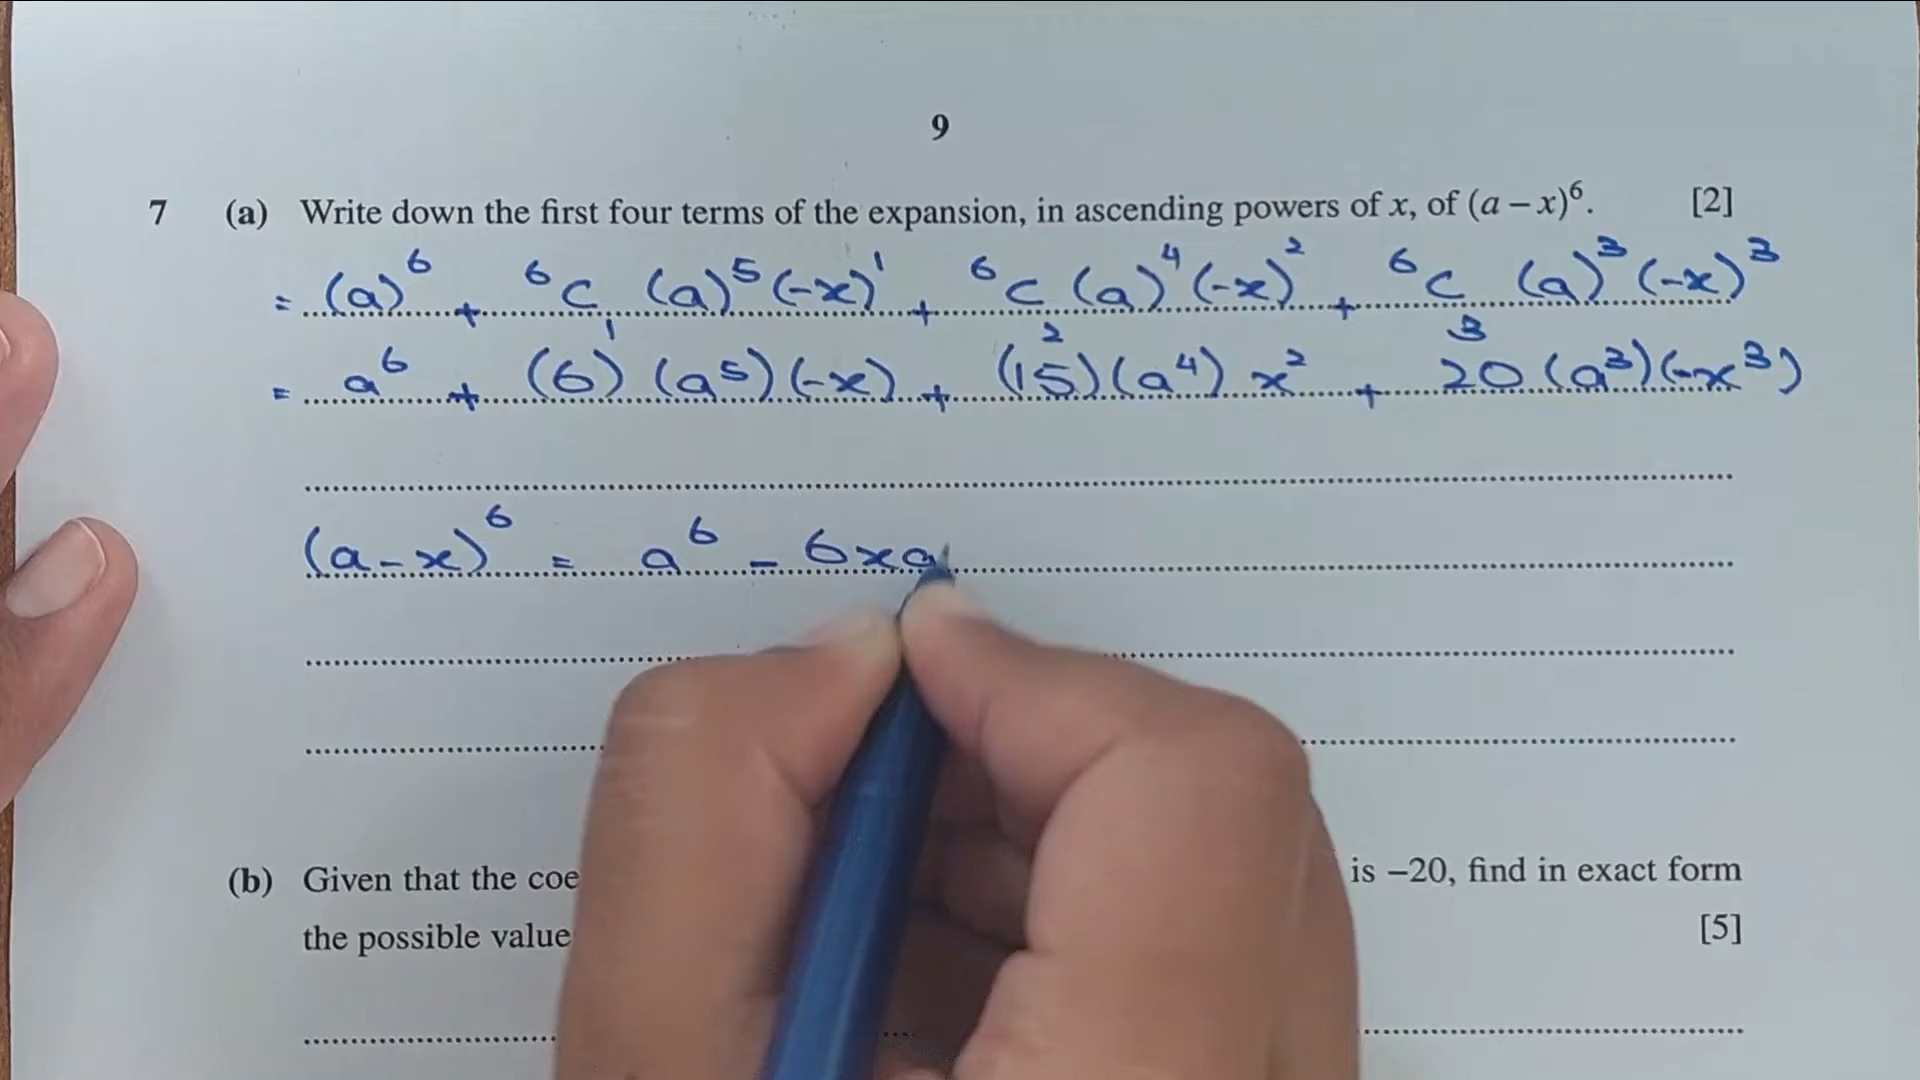 9
7 (a) Write down the first four terms of the expansion, in ascending powers of x, of (a – x)⁶. [2]
= (a)⁶ + ⁶C₁ (a)⁵ (-x)¹ + ⁶C₂ (a)⁴ (-x)² + ⁶C₃ (a)³ (-x)³
= a⁶ + (6) (a⁵) (-x) + (15) (a⁴) x² + 20 (a³) (-x³)
(a-x)⁶ = a⁶ - 6xa
(b) Given that the is –20, find in exact form
the possible [5]